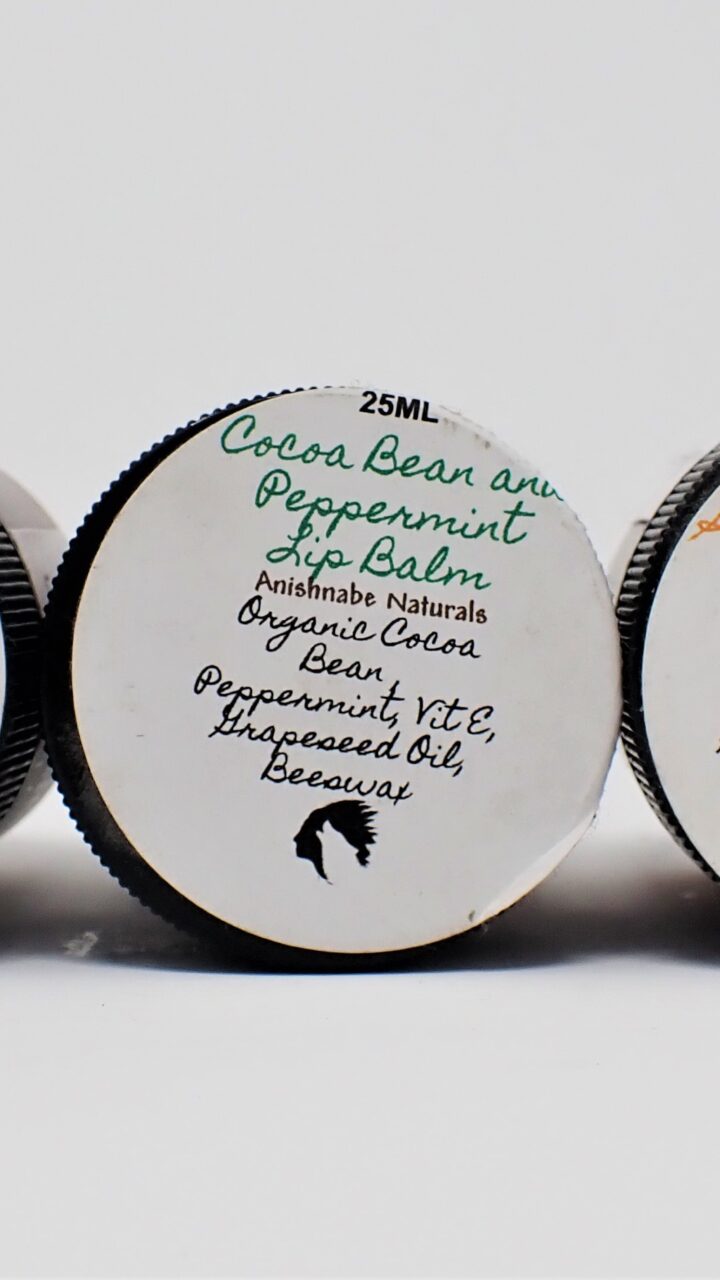 25ML
Cocoa Bean and
Peppermint
Lip Balm
Anishnabe Naturals
Organic Cocoa
Bean,
Peppermint, Vit E,
Grapeseed Oil,
Beeswax